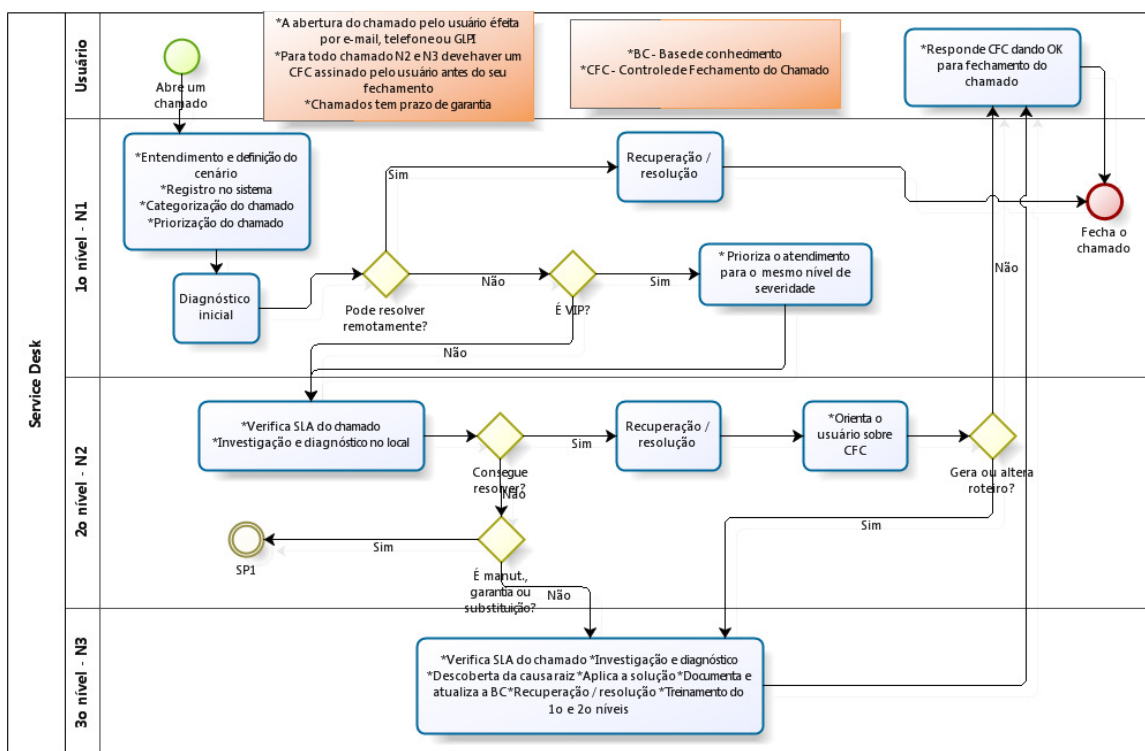 *A abertura do chamado pelo usuário é feita
por e-mail, telefone ou GLPI
*Para todo chamado N2 e N3 deve haver um
CFC assinado pelo usuário antes do seu
fechamento
*Chamados tem prazo de garantia
*BC - Base de conhecimento
*CFC - Controle de Fechamento do Chamado
*Responde CFC dando OK
para fechamento do
chamado
Usuário
Abre um
chamado
Service Desk
1o nível - N1
*Entendimento e definição do
cenário
*Registro no sistema
*Categorização do chamado
*Priorização do chamado
Sim
Recuperação /
resolução
Fecha o
chamado
Diagnóstico
inicial
Pode resolver
remotamente?
Não
É VIP?
Sim
* Prioriza o atendimento
para o mesmo nível de
severidade
Não
Não
2o nível - N2
*Verifica SLA do chamado
*Investigação e diagnóstico no local
Consegue
resolver?
Sim
Recuperação /
resolução
*Orienta o
usuário sobre
CFC
Gera ou altera
roteiro?
Não
Sim
SP1
Sim
É manut.,
garantia ou
substituição?
Não
3o nível - N3
*Verifica SLA do chamado *Investigação e diagnóstico
*Descoberta da causa raiz *Aplica a solução *Documenta e
atualiza a BC *Recuperação / resolução *Treinamento do
1o e 2o níveis